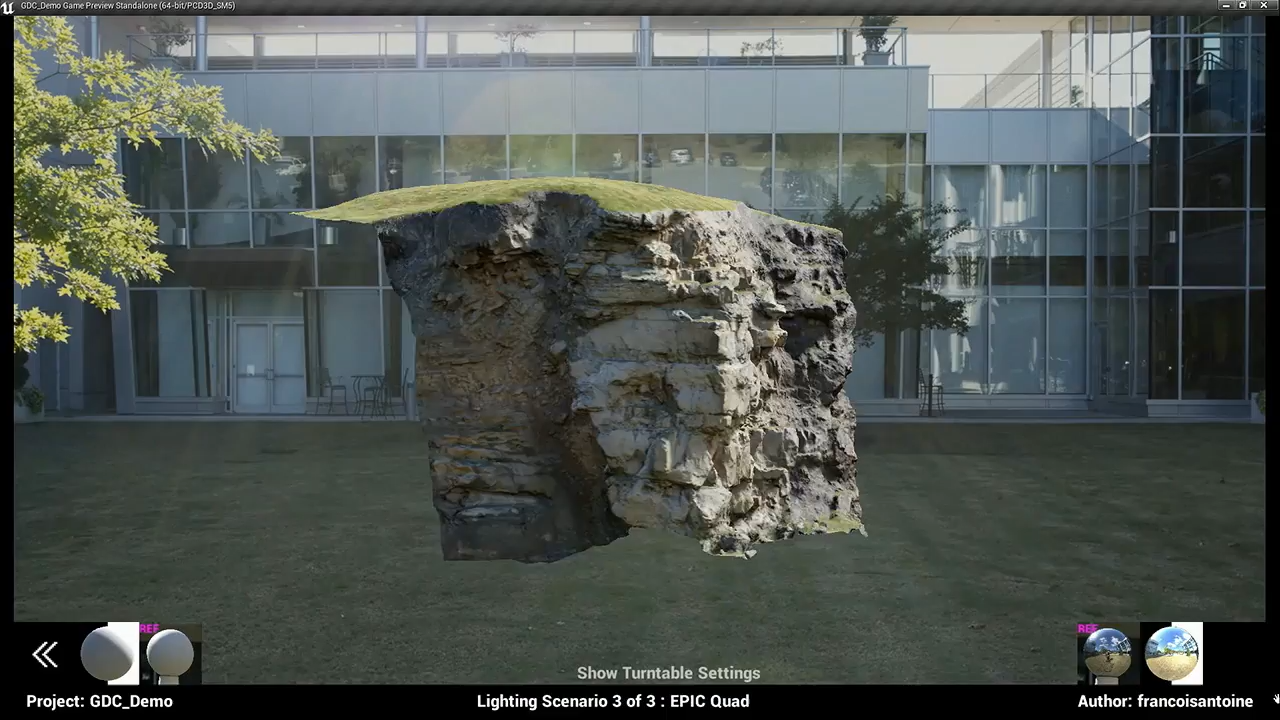 GDC_Demo Game Preview Standalone (64-bit/PCD3D_SM5)
REF
REF
Show Turntable Settings
Project: GDC_Demo
Lighting Scenario 3 of 3 : EPIC Quad
Author: francoisantoine